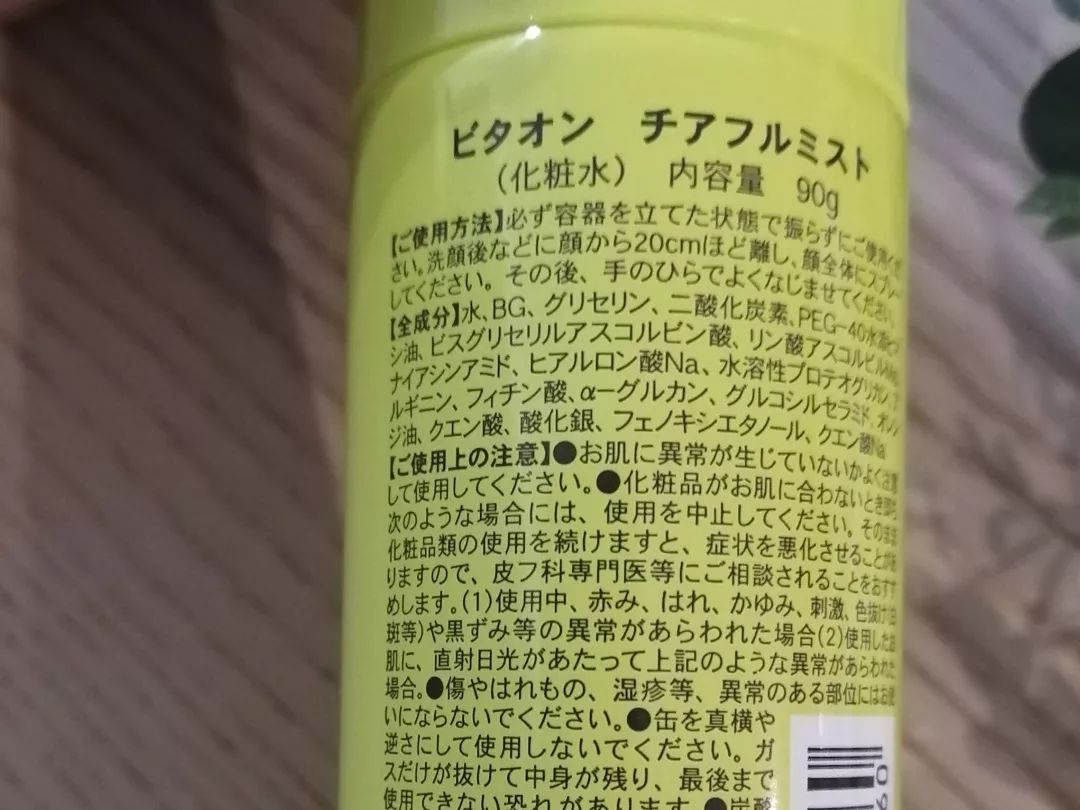 ビタオン チアフルミスト
（化粧水） 内容量 90g
【ご使用方法】必ず容器を立てた状態で振らずにご使用くだ
さい。洗顔後などに顔から20cmほど離し、顔全体にスプレー
してください。その後、手のひらでよくなじませてください。
【全成分】水、BG、グリセリン、二酸化炭素、PEG-40水添ヒマ
シ油、ビスグリセリルアスコルビン酸、リン酸アスコルビルMg、
ナイアシンアミド、ヒアルロン酸Na、水溶性プロテオグリカン、ア
ルギニン、フィチン酸、α-グルカン、グルコシルセラミド、オレン
ジ油、クエン酸、酸化銀、フェノキシエタノール、クエン酸Na
【ご使用上の注意】●お肌に異常が生じていないかよく注意
して使用してください。●化粧品がお肌に合わないとき即ち
次のような場合には、使用を中止してください。そのまま
化粧品類の使用を続けますと、症状を悪化させることがあ
りますので、皮フ科専門医等にご相談されることをおすす
めします。(1)使用中、赤み、はれ、かゆみ、刺激、色抜け(白
斑等)や黒ずみ等の異常があらわれた場合(2)使用したお
肌に、直射日光があたって上記のような異常があらわれた
場合。●傷やはれもの、湿疹等、異常のある部位にはお使
いにならないでください。●缶を真横や
逆さにして使用しないでください。ガ
スだけが抜けて中身が残り、最後まで
使用できない恐れがあります。●炭酸